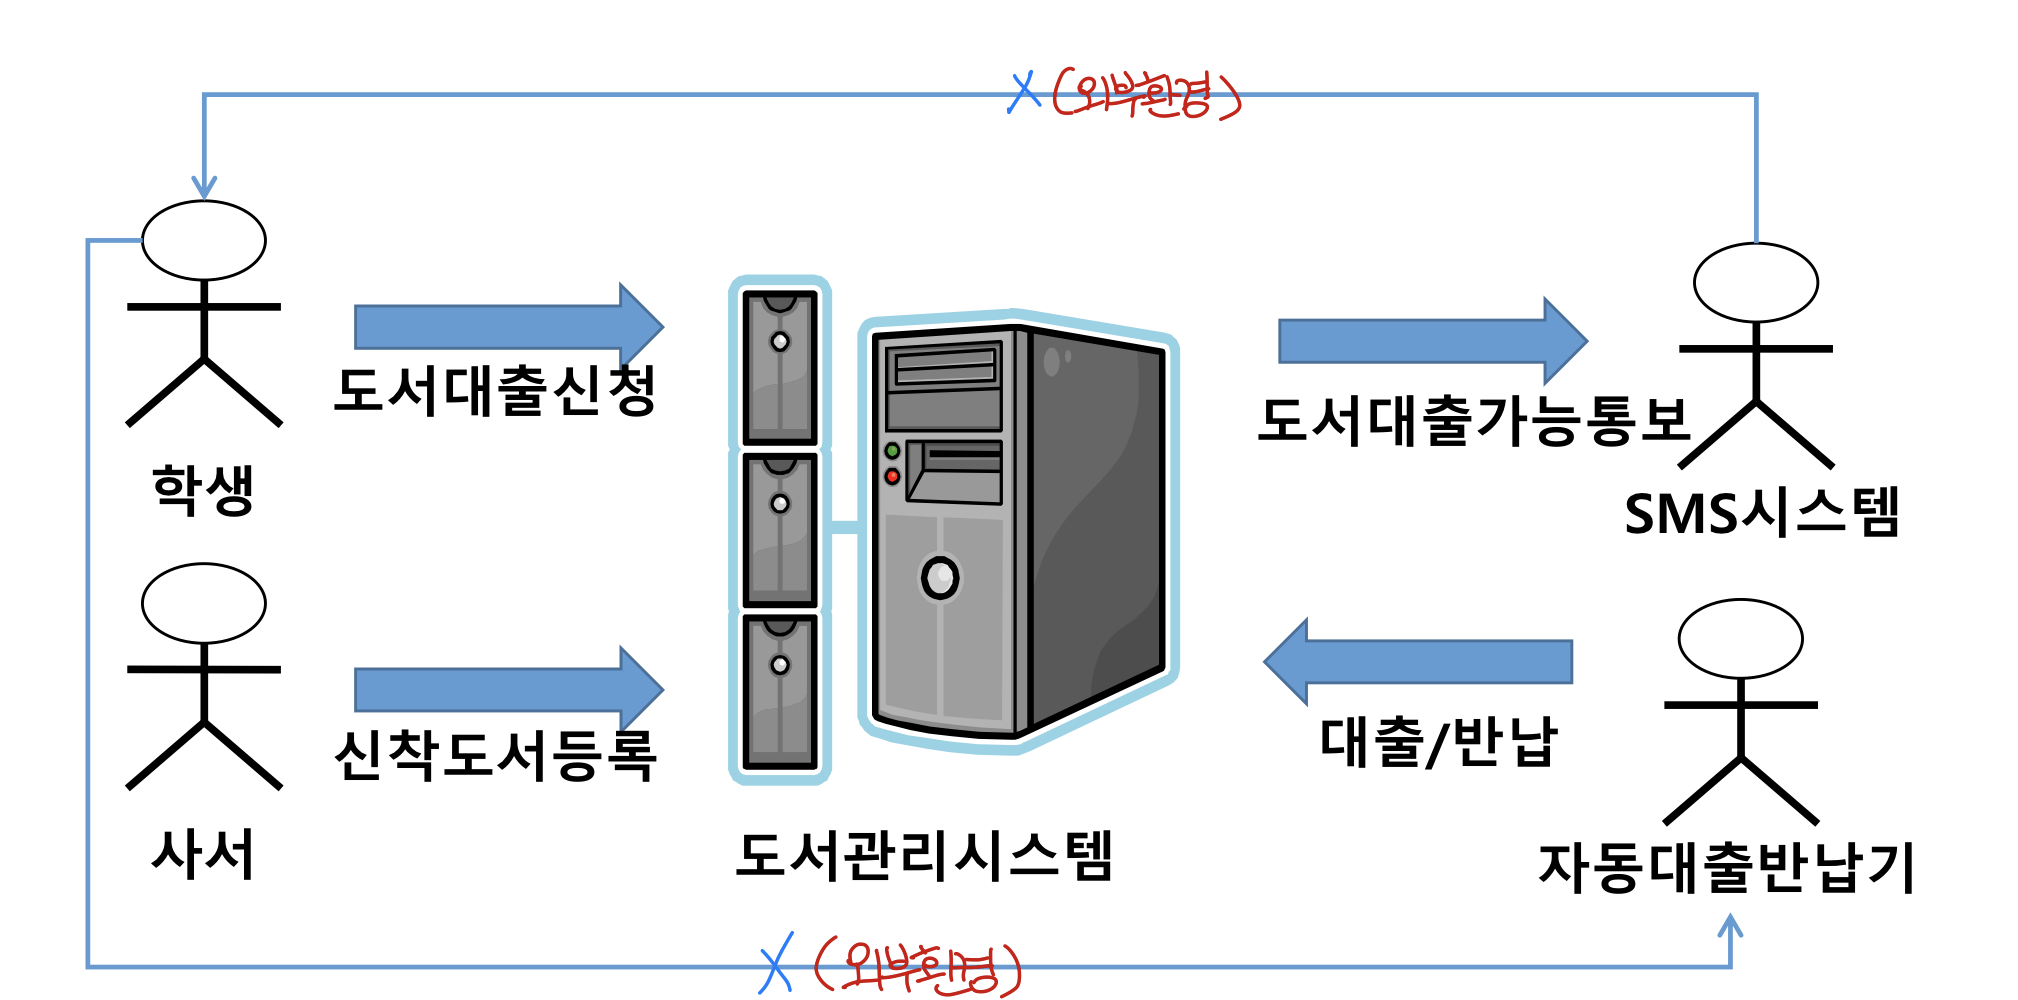 X (외부환경)
도서대출신청
도서대출가능통보
학생
SMS시스템
신착도서등록
대출/반납
사서
도서관리시스템
자동대출반납기
X (외부환경)